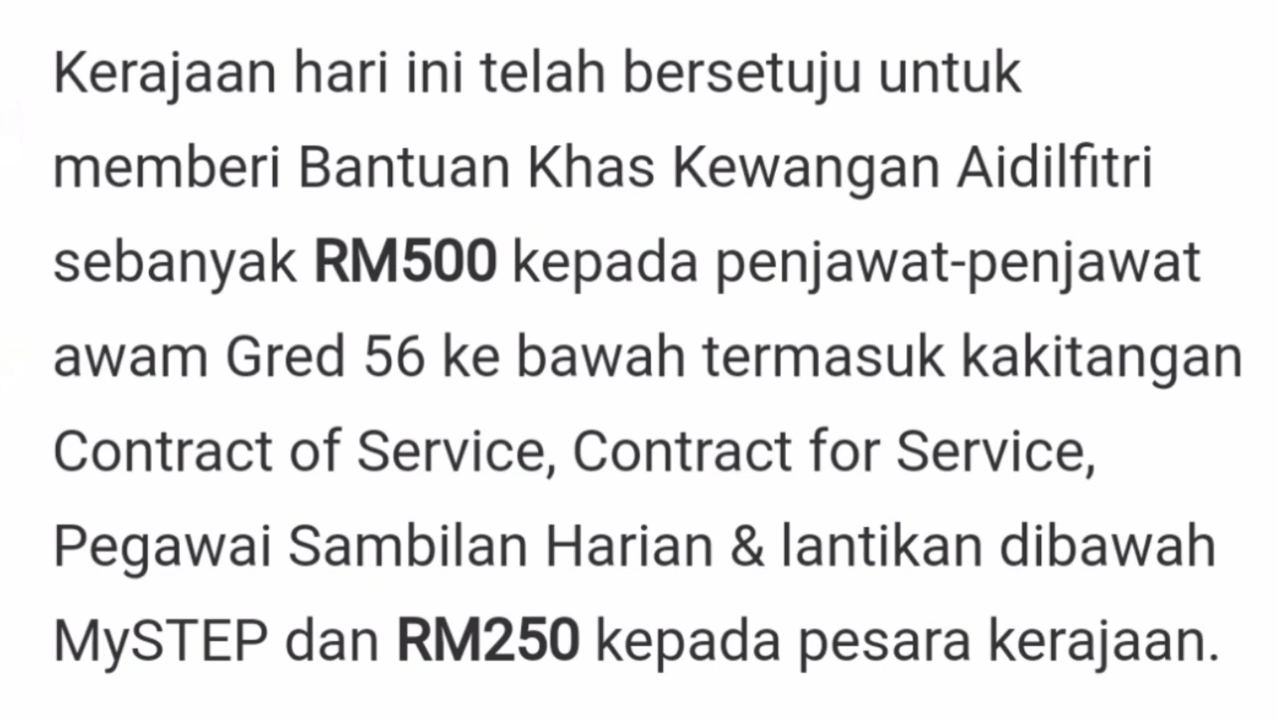 Kerajaan hari ini telah bersetuju untuk
memberi Bantuan Khas Kewangan Aidilfitri
sebanyak RM500 kepada penjawat-penjawat
awam Gred 56 ke bawah termasuk kakitangan
Contract of Service, Contract for Service,
Pegawai Sambilan Harian & lantikan dibawah
MySTEP dan RM250 kepada pesara kerajaan.